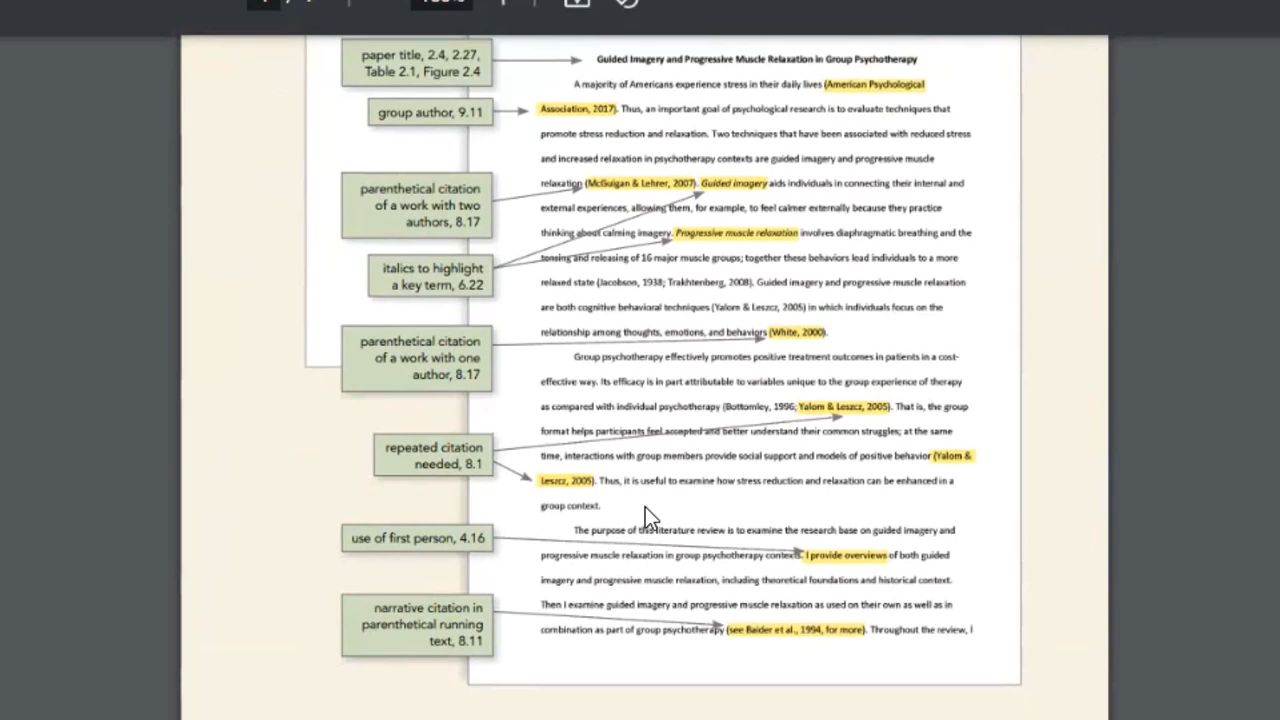 paper title, 2.4, 2.27,
Table 2.1, Figure 2.4
group author, 9.11
parenthetical citation
of a work with two
authors, 8.17
italics to highlight
a key term, 6.22
parenthetical citation
of a work with one
author, 8.17
repeated citation
needed, 8.1
use of first person, 4.16
narrative citation in
parenthetical running
text, 8.11
Guided Imagery and Progressive Muscle Relaxation in Group Psychotherapy
A majority of Americans experience stress in their daily lives (American Psychological
Association, 2017). Thus, an important goal of psychological research is to evaluate techniques that
promote stress reduction and relaxation. Two techniques that have been associated with reduced stress
and increased relaxation in psychotherapy contexts are guided imagery and progressive muscle
relaxation (McGuigan & Lehrer, 2007). Guided imagery aids individuals in connecting their internal and
external experiences, allowing them, for example, to feel calmer externally because they practice
thinking about calming imagery. Progressive muscle relaxation involves diaphragmatic breathing and the
tensing and releasing of 16 major muscle groups; together these behaviors lead individuals to a more
relaxed state (Jacobson, 1938; Trakhtenberg, 2008). Guided imagery and progressive muscle relaxation
are both cognitive behavioral techniques (Yalom & Leszcz, 2005) in which individuals focus on the
relationship among thoughts, emotions, and behaviors (White, 2000).
Group psychotherapy effectively promotes positive treatment outcomes in patients in a cost-
effective way. Its efficacy is in part attributable to variables unique to the group experience of therapy
as compared with individual psychotherapy (Bottomley, 1996; Yalom & Leszcz, 2005). That is, the group
format helps participants feel accepted and better understand their common struggles; at the same
time, interactions with group members provide social support and models of positive behavior (Yalom &
Leszcz, 2005). Thus, it is useful to examine how stress reduction and relaxation can be enhanced in a
group context.
The purpose of this literature review is to examine the research base on guided imagery and
progressive muscle relaxation in group psychotherapy contexts. I provide overviews of both guided
imagery and progressive muscle relaxation, including theoretical foundations and historical context.
Then I examine guided imagery and progressive muscle relaxation as used on their own as well as in
combination as part of group psychotherapy (see Baider et al., 1994, for more). Throughout the review, I